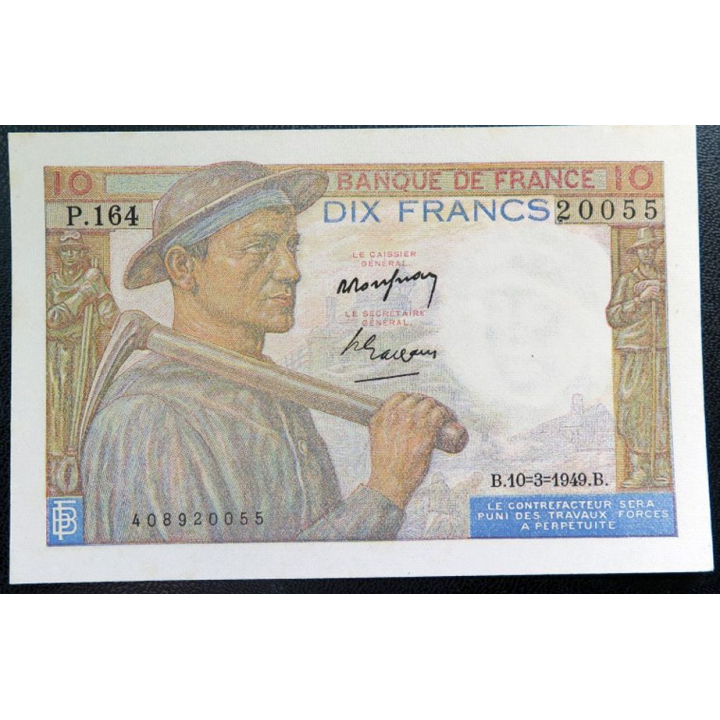 10 BANQUE DE FRANCE 10
P.164 DIX FRANCS 20055
LE CAISSIER
GÉNÉRAL
LE SECRÉTAIRE
GÉNÉRAL
B.10=3=1949.B.
408920055
LE CONTREFACTEUR SERA
PUNI DES TRAVAUX FORCES
A PERPETUITE